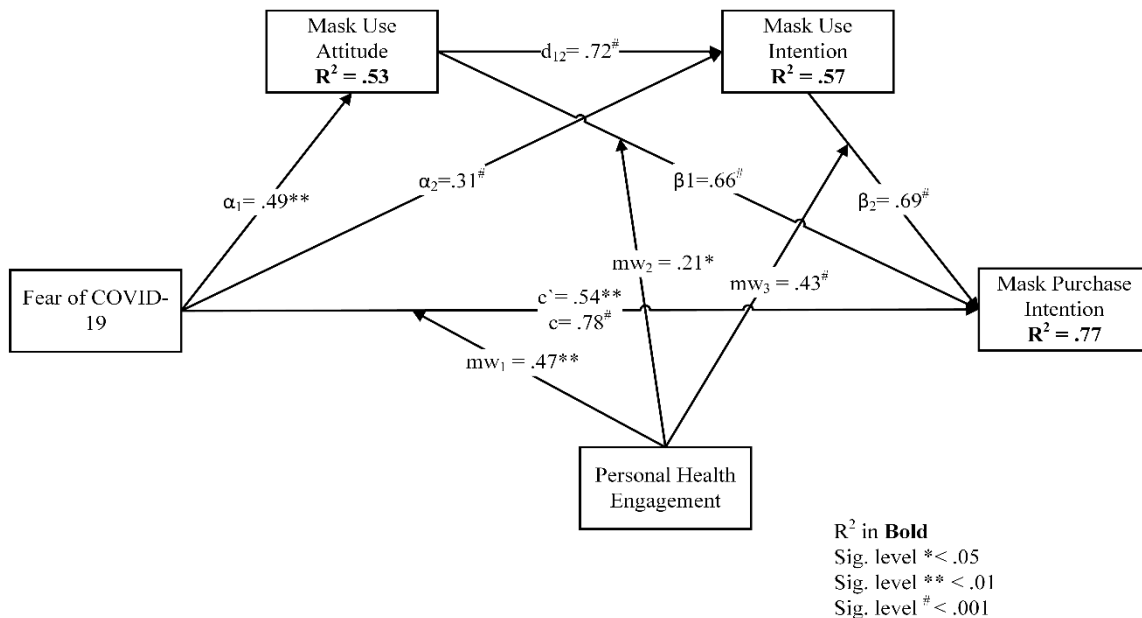 Mask Use
Attitude
R² = .53
d₁₂= .72#
Mask Use
Intention
R² = .57
α₁= .49**
α₂=.31#
β1=.66#
β₂= .69#
Fear of COVID-
19
mw₂ = .21*
mw₃ = .43#
c`= .54**
c= .78#
Mask Purchase
Intention
R² = .77
mw₁ = .47**
Personal Health
Engagement
R² in Bold
Sig. level *< .05
Sig. level ** < .01
Sig. level # < .001